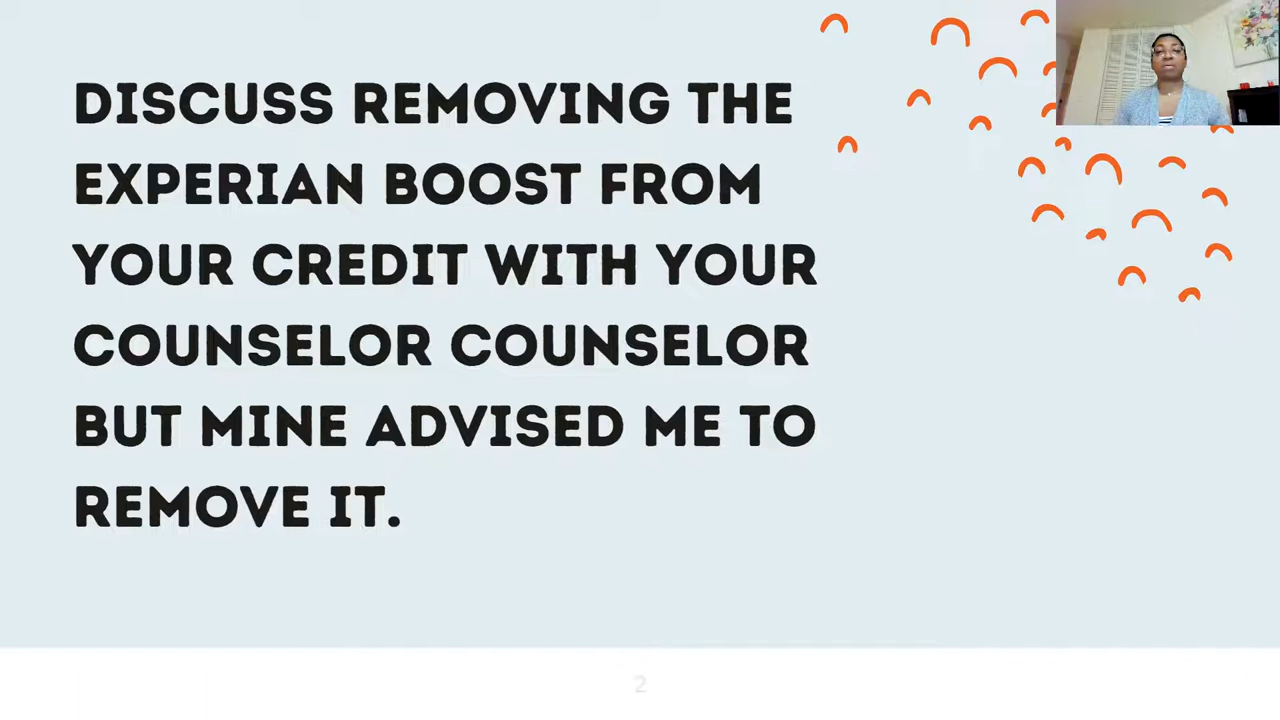 DISCUSS REMOVING THE
EXPERIAN BOOST FROM
YOUR CREDIT WITH YOUR
COUNSELOR COUNSELOR
BUT MINE ADVISED ME TO
REMOVE IT.
2